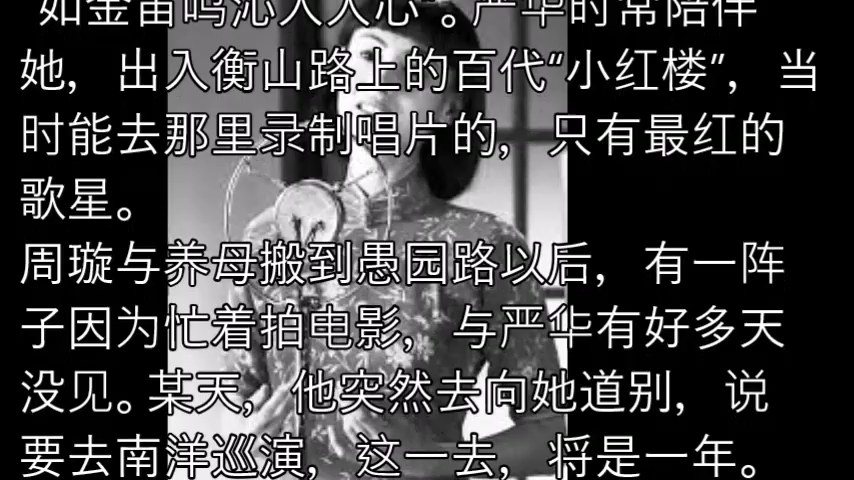 "如金笛鸣沁人人心"。严华时常陪伴
她，出入衡山路上的百代"小红楼"，当
时能去那里录制唱片的，只有最红的
歌星。
周璇与养母搬到愚园路以后，有一阵
子因为忙着拍电影，与严华有好多天
没见。某天，他突然去向她道别，说
要去南洋巡演，这一去，将是一年。